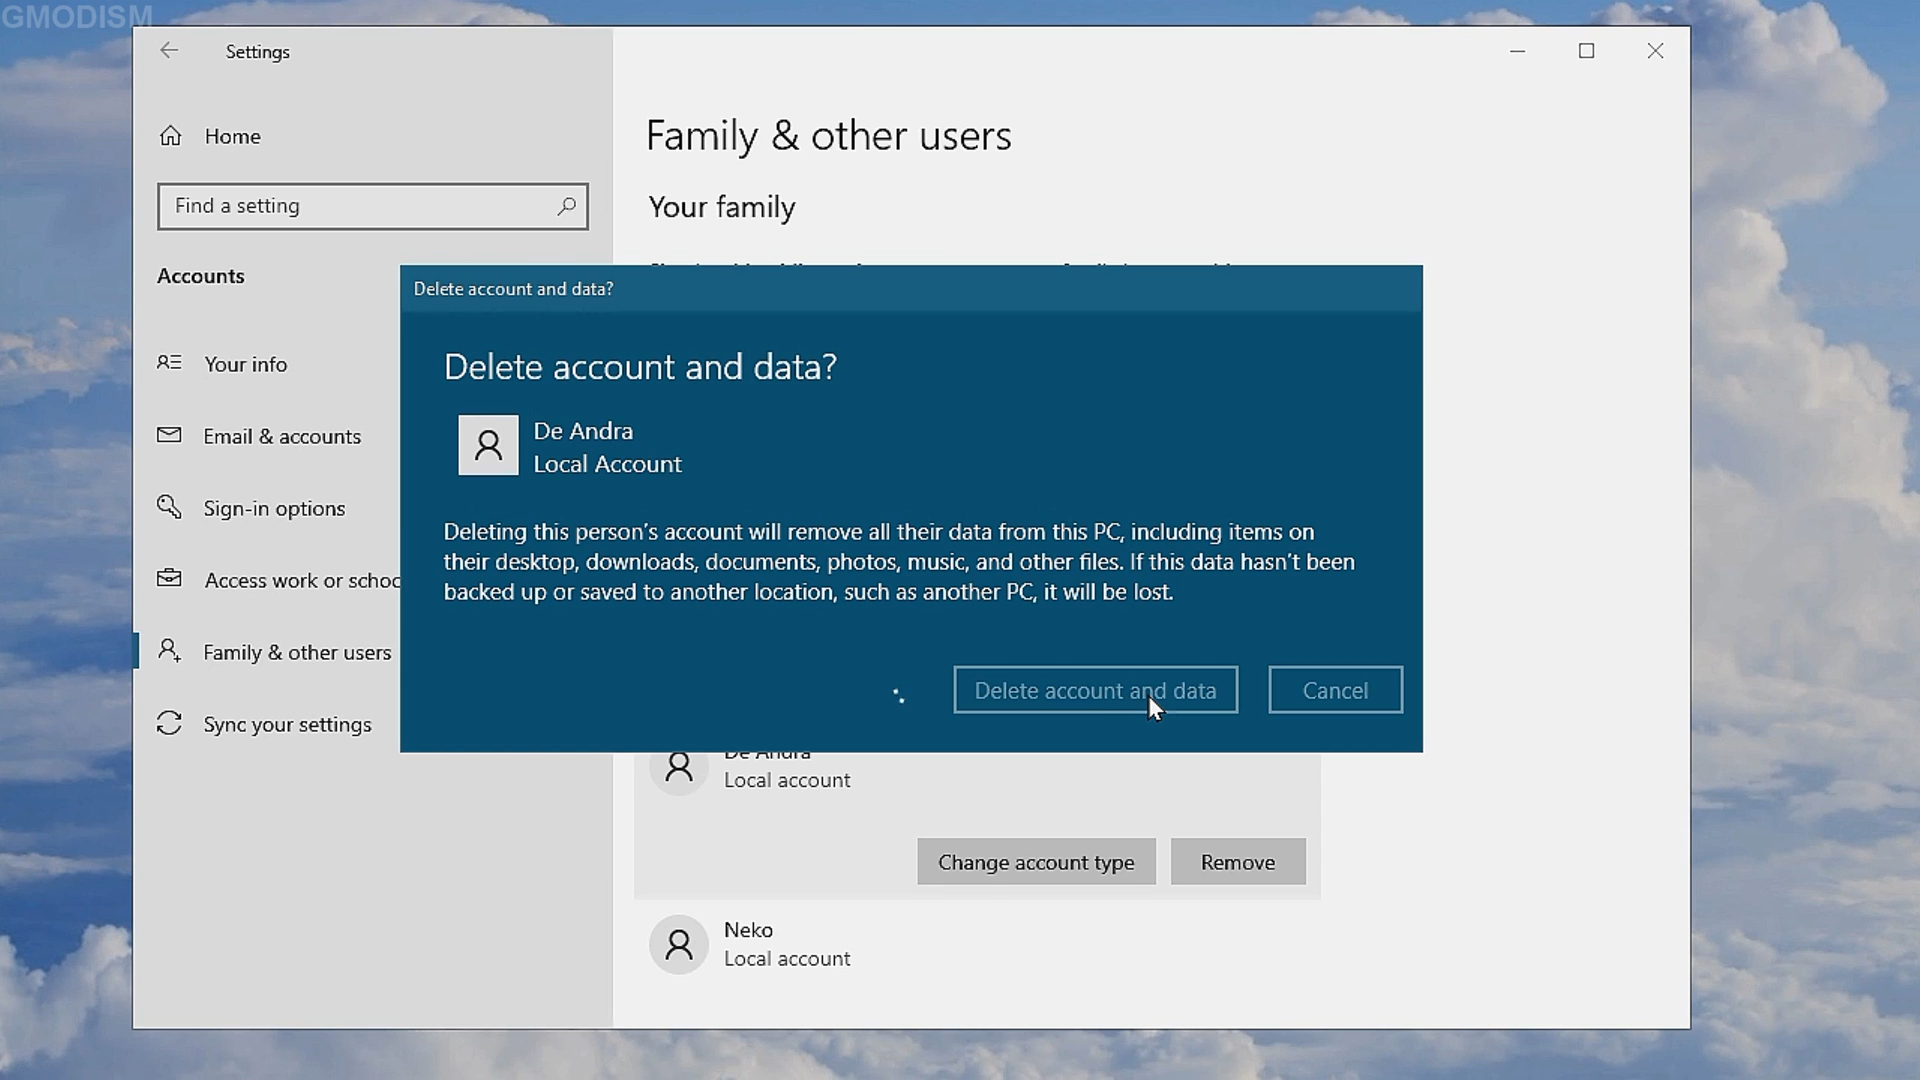 GMODISM
Settings
Home
Find a setting
Accounts
Your info
Email & accounts
Sign-in options
Access work or schoo
Family & other users
Sync your settings
Family & other users
Your family
Delete account and data?
Delete account and data?
De Andra
Local Account
Deleting this person's account will remove all their data from this PC, including items on
their desktop, downloads, documents, photos, music, and other files. If this data hasn't been
backed up or saved to another location, such as another PC, it will be lost.
Delete account and data
Cancel
De Andra
Local account
Change account type
Remove
Neko
Local account